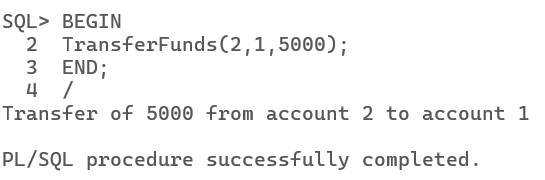 SQL> BEGIN
  2  TransferFunds(2,1,5000);
  3  END;
  4  /
Transfer of 5000 from account 2 to account 1

PL/SQL procedure successfully completed.